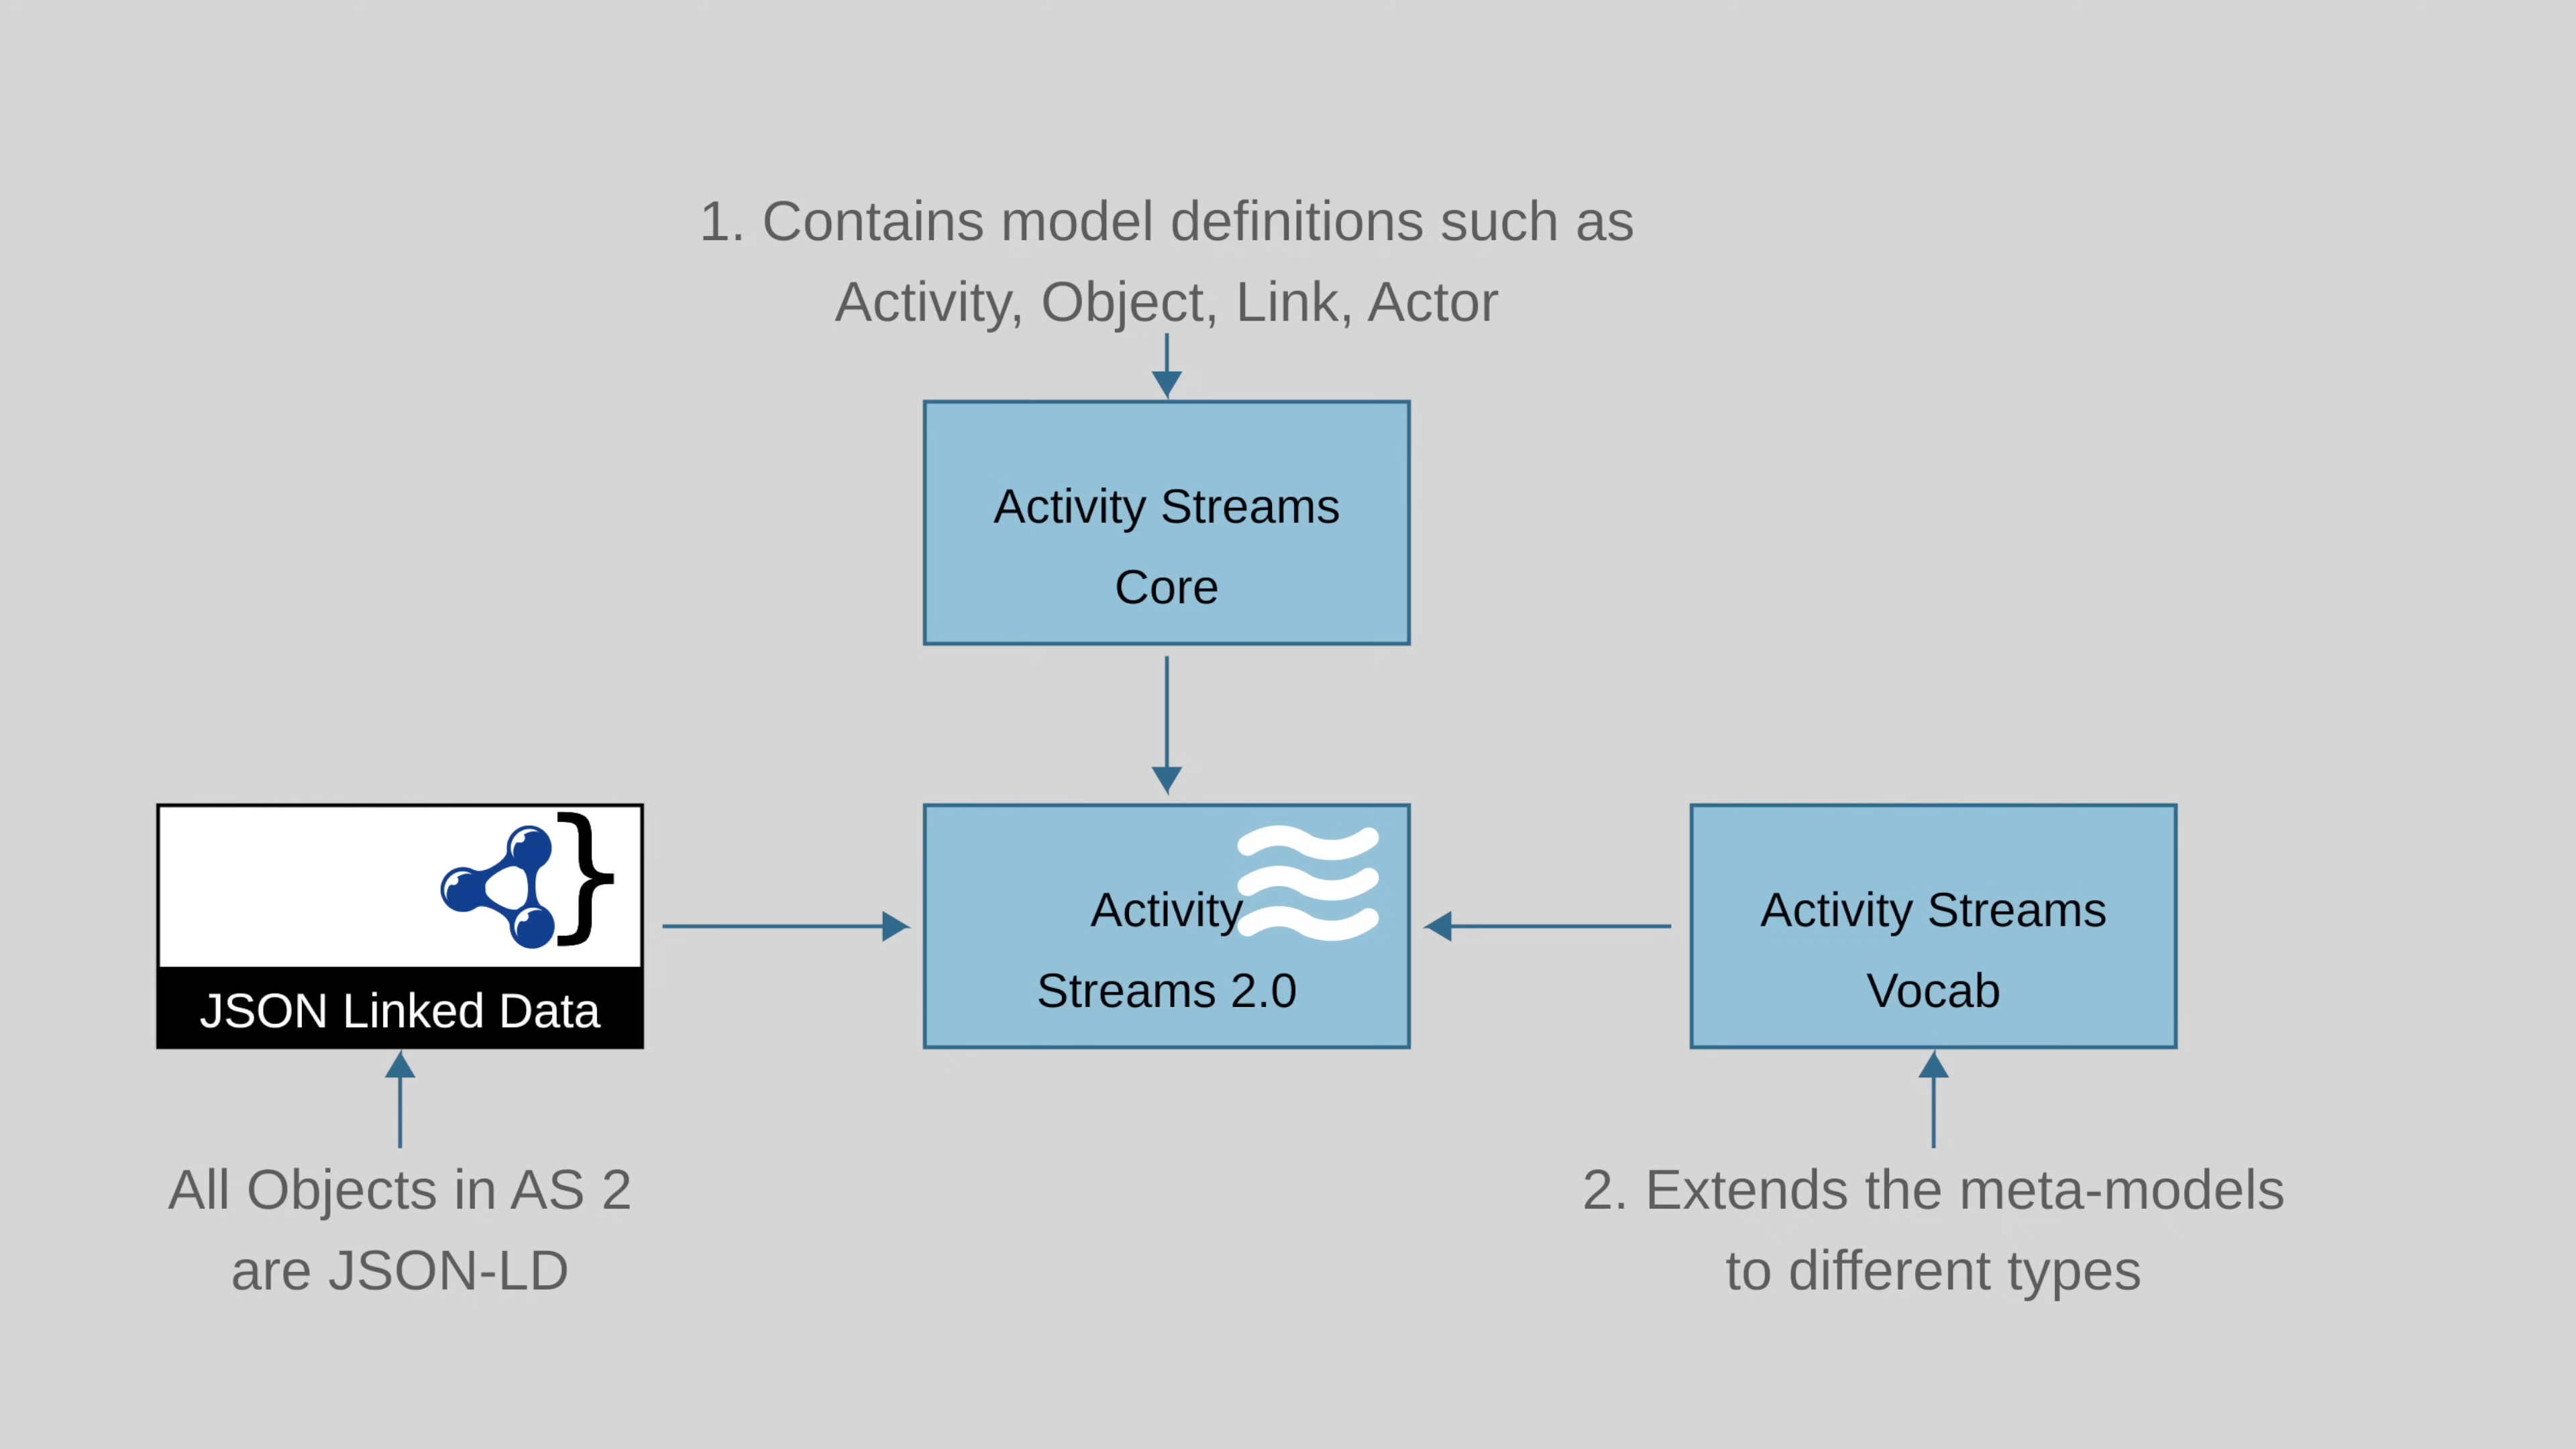 1. Contains model definitions such as
Activity, Object, Link, Actor
Activity Streams
Core
}
JSON Linked Data
Activity
Streams 2.0
Activity Streams
Vocab
All Objects in AS 2
are JSON-LD
2. Extends the meta-models
to different types